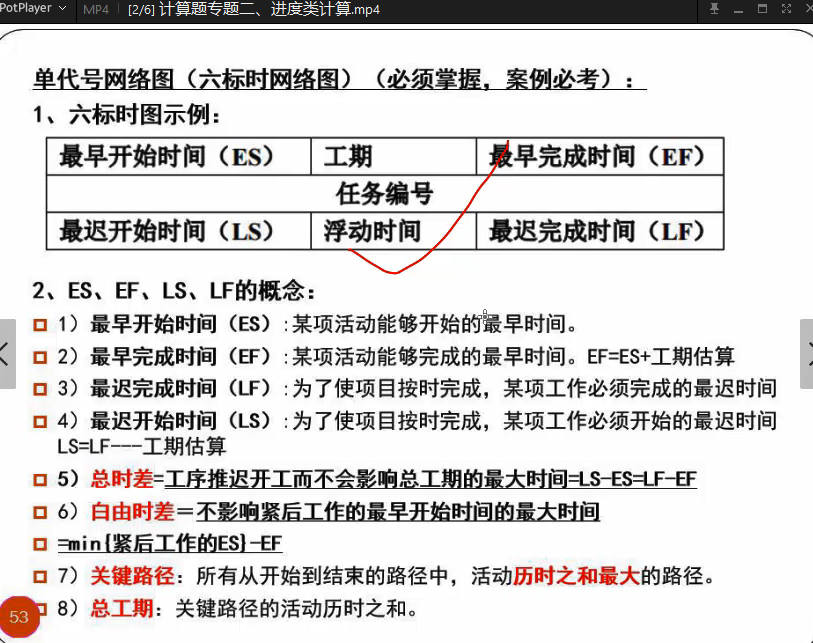 PotPlayer MP4 [2/6] 计算题专题二、进度类计算.mp4
单代号网络图（六标时网络图）（必须掌握，案例必考）：
1、六标时图示例：
最早开始时间（ES） 工期 最早完成时间（EF）
任务编号
最迟开始时间（LS） 浮动时间 最迟完成时间（LF）
2、ES、EF、LS、LF的概念：
1）最早开始时间（ES）:某项活动能够开始的最早时间。
2）最早完成时间（EF）:某项活动能够完成的最早时间。EF=ES+工期估算
3）最迟完成时间（LF）:为了使项目按时完成，某项工作必须完成的最迟时间
4）最迟开始时间（LS）:为了使项目按时完成，某项工作必须开始的最迟时间
LS=LF---工期估算
5）总时差=工序推迟开工而不会影响总工期的最大时间=LS-ES=LF-EF
6）白由时差＝不影响紧后工作的最早开始时间的最大时间
=min{紧后工作的ES}-EF
7）关键路径：所有从开始到结束的路径中，活动历时之和最大的路径。
8）总工期：关键路径的活动历时之和。
53